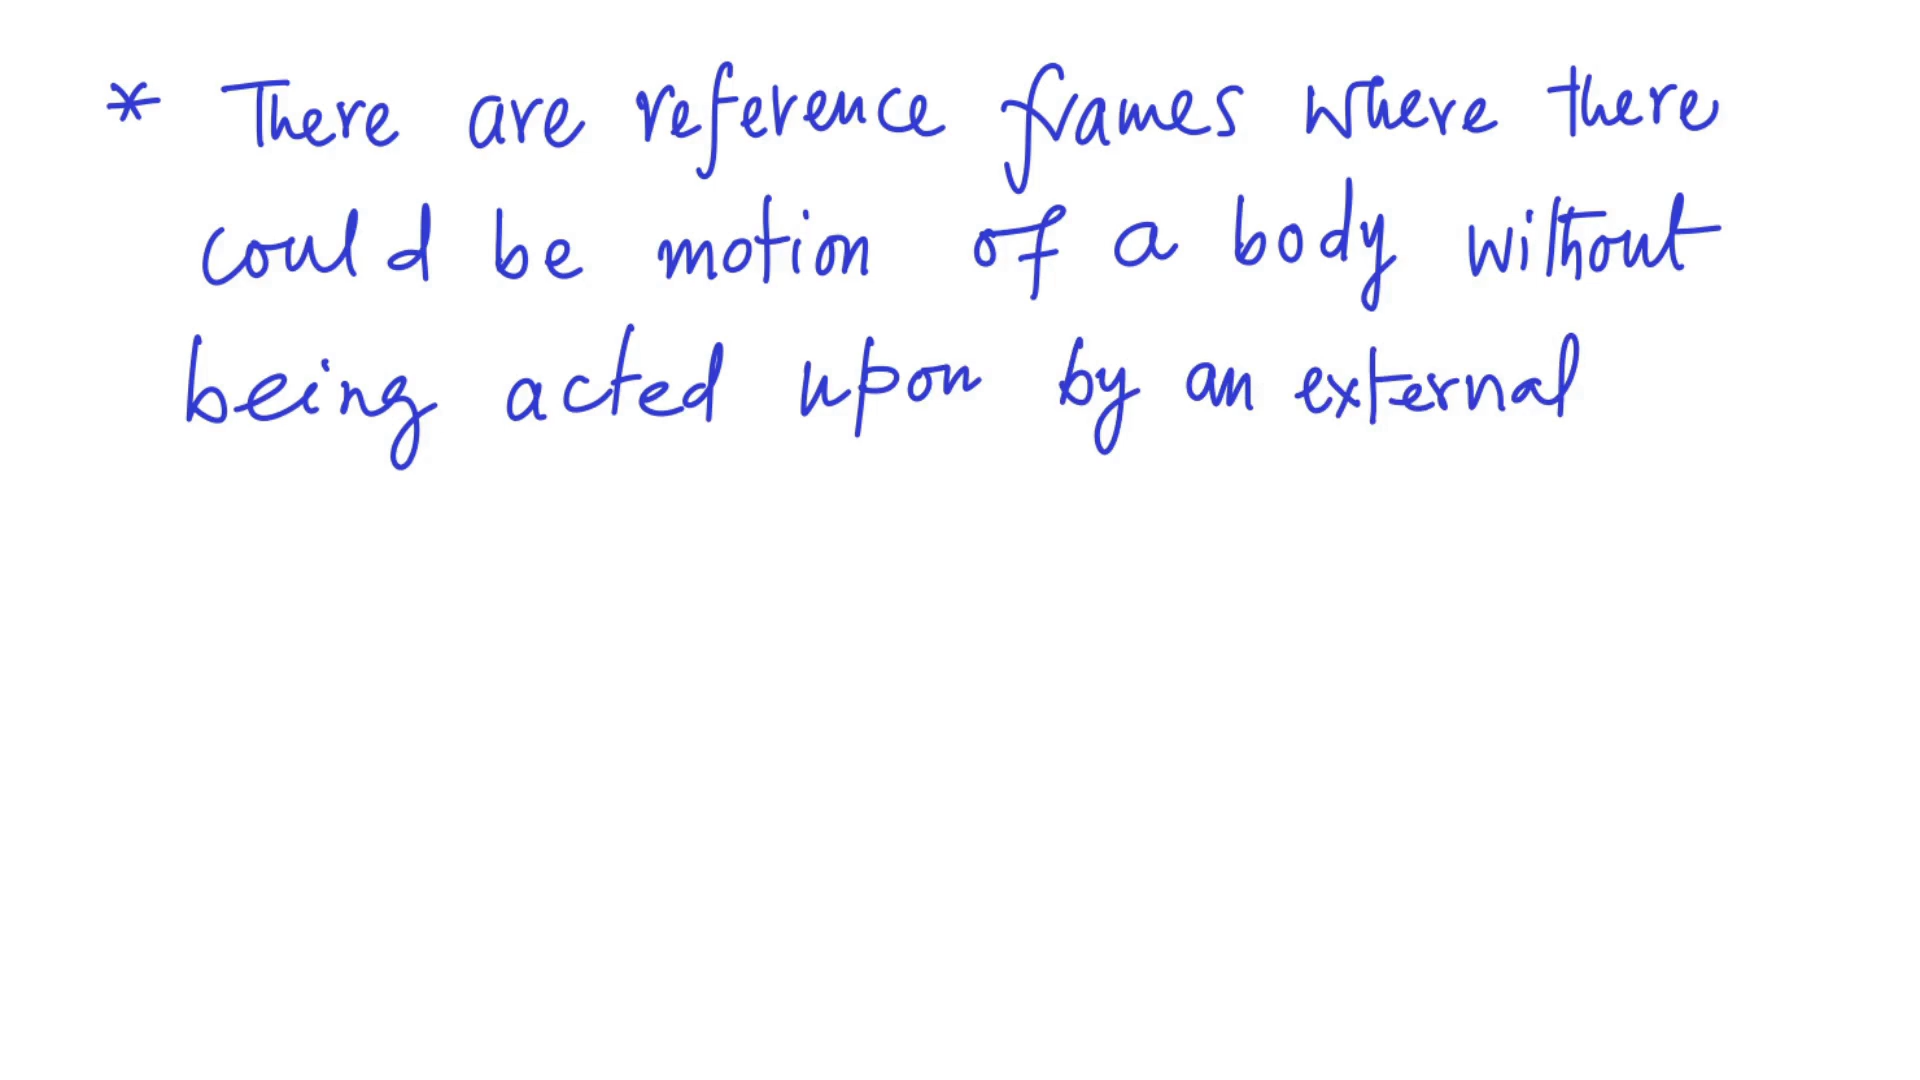 * There are reference frames where there
could be motion of a body without
being acted upon by an external